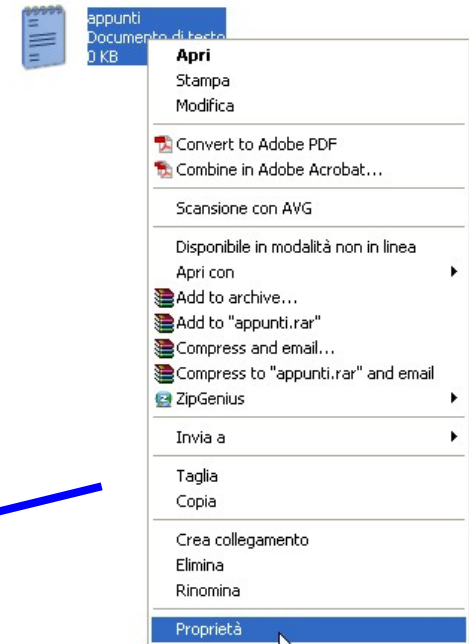 appunti
Documento di testo
0 KB
Apri
Stampa
Modifica
Convert to Adobe PDF
Combine in Adobe Acrobat...
Scansione con AVG
Disponibile in modalità non in linea
Apri con
Add to archive...
Add to "appunti.rar"
Compress and email...
Compress to "appunti.rar" and email
ZipGenius
Invia a
Taglia
Copia
Crea collegamento
Elimina
Rinomina
Proprietà